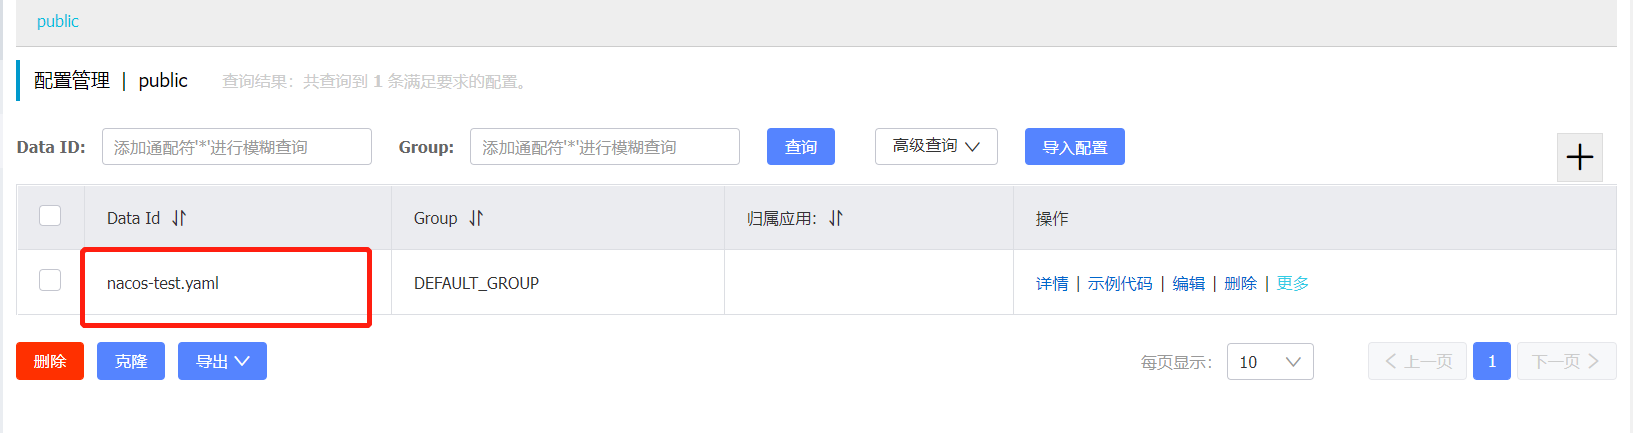 public
配置管理 | public 查询结果：共查询到 1 条满足要求的配置。
Data ID: 添加通配符'*'进行模糊查询 Group: 添加通配符'*'进行模糊查询 查询 高级查询 导入配置
Data Id Group 归属应用: 操作
nacos-test.yaml DEFAULT_GROUP 详情 | 示例代码 | 编辑 | 删除 | 更多
删除 克隆 导出 每页显示: 10 上一页 1 下一页